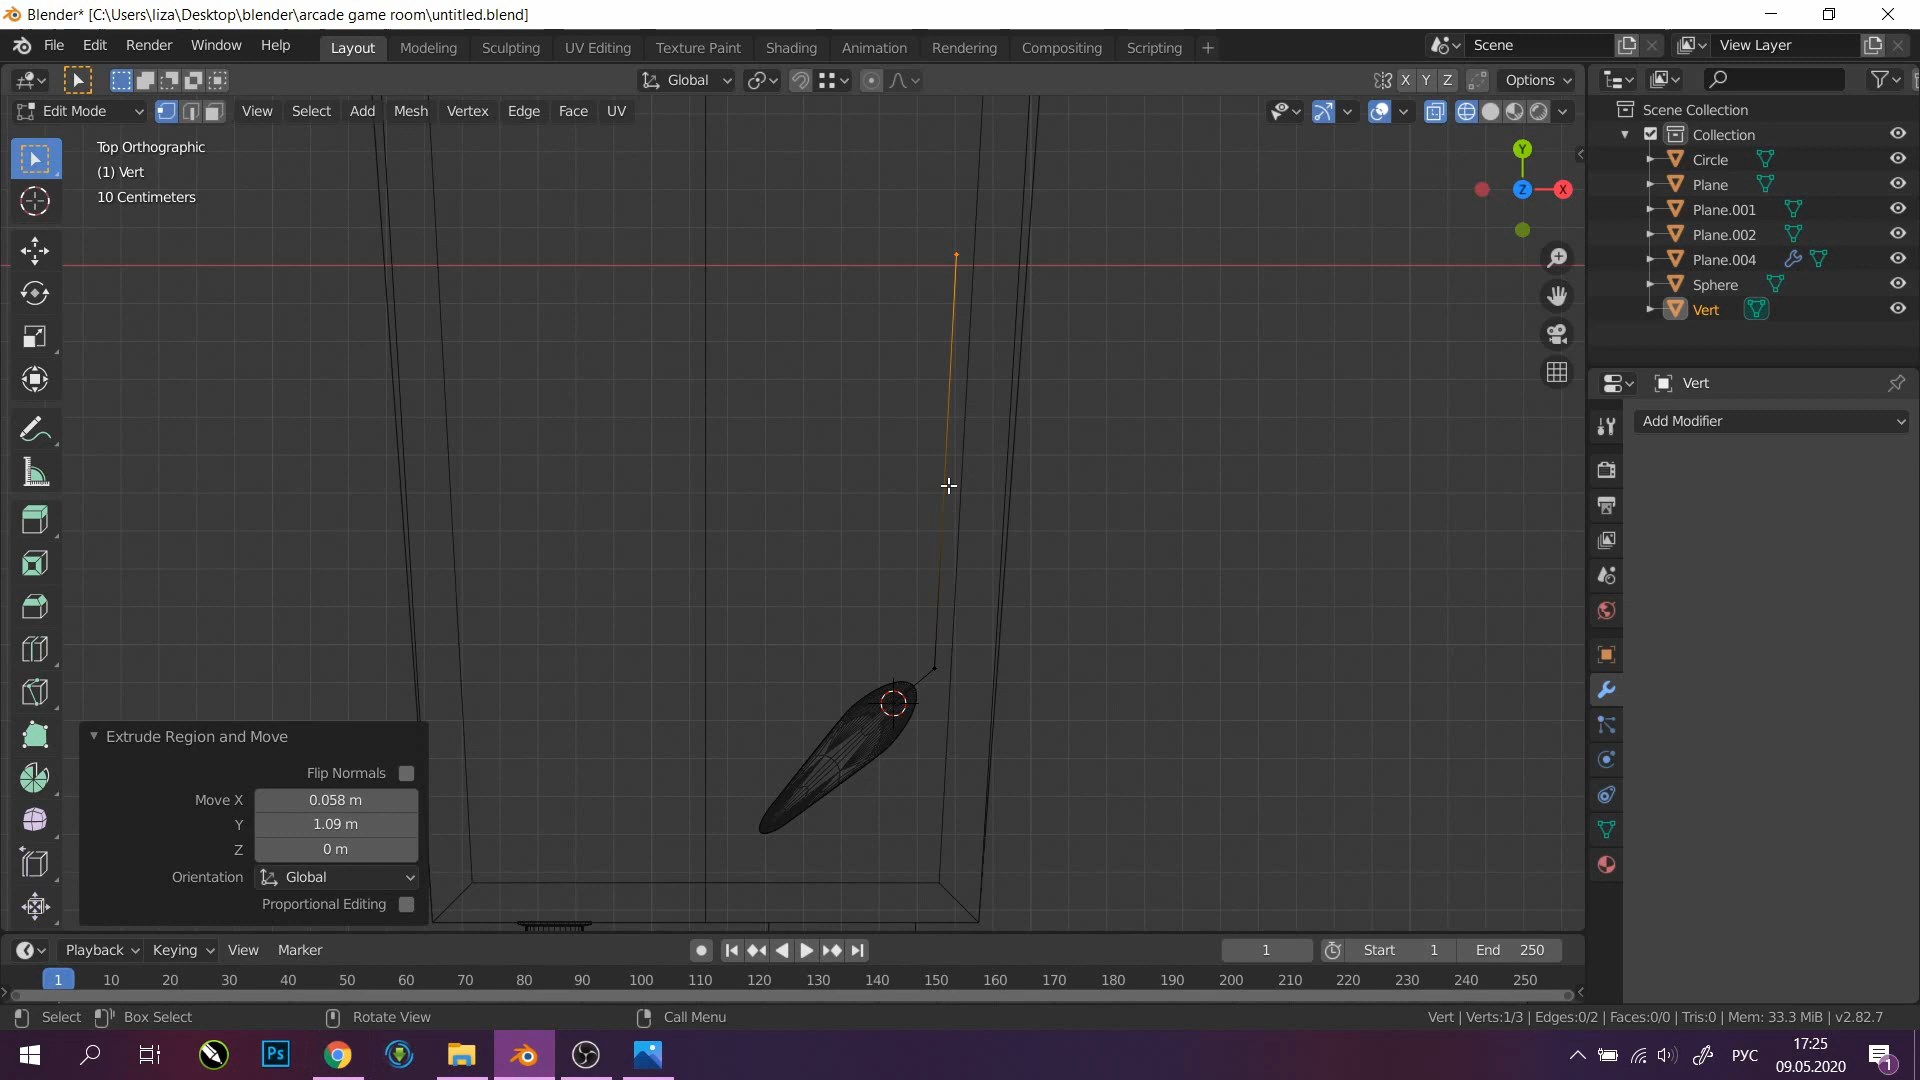 Blender* [C:\Users\liza\Desktop\blender\arcade game room\untitled.blend]
File Edit Render Window Help Layout Modeling Sculpting UV Editing Texture Paint Shading Animation Rendering Compositing Scripting + Scene View Layer
Global X Y Z Options
Edit Mode View Select Add Mesh Vertex Edge Face UV
Top Orthographic
(1) Vert
10 Centimeters
Y
Z
X
Scene Collection
Collection
Circle
Plane
Plane.001
Plane.002
Plane.004
Sphere
Vert
Vert
Add Modifier
Extrude Region and Move
Flip Normals
Move X 0.058 m
Y 1.09 m
Z 0 m
Orientation Global
Proportional Editing
Playback Keying View Marker 1 Start 1 End 250
1 10 20 30 40 50 60 70 80 90 100 110 120 130 140 150 160 170 180 190 200 210 220 230 240 250
Select Box Select Rotate View Call Menu Vert | Verts:1/3 | Edges:0/2 | Faces:0/0 | Tris:0 | Mem: 33.3 MiB | v2.82.7
Ps РУС 17:25
09.05.2020 1